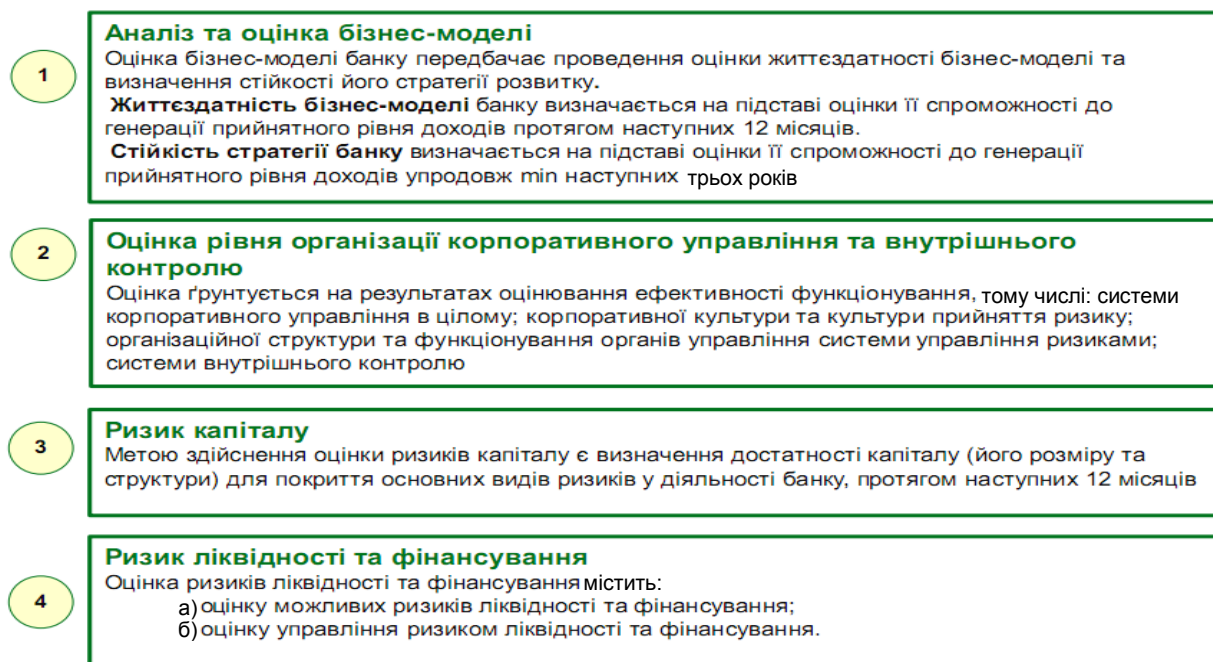 1
Аналіз та оцінка бізнес-моделі
Оцінка бізнес-моделі банку передбачає проведення оцінки життєздатності бізнес-моделі та
визначення стійкості його стратегії розвитку.
Життєздатність бізнес-моделі банку визначається на підставі оцінки її спроможності до
генерації прийнятного рівня доходів протягом наступних 12 місяців.
Стійкість стратегії банку визначається на підставі оцінки її спроможності до генерації
прийнятного рівня доходів упродовж min наступних трьох років
2
Оцінка рівня організації корпоративного управління та внутрішнього
контролю
Оцінка ґрунтується на результатах оцінювання ефективності функціонування, тому числі: системи
корпоративного управління в цілому; корпоративної культури та культури прийняття ризику;
організаційної структури та функціонування органів управління системи управління ризиками;
системи внутрішнього контролю
3
Ризик капіталу
Метою здійснення оцінки ризиків капіталу є визначення достатності капіталу (його розміру та
структури) для покриття основних видів ризиків у діяльності банку, протягом наступних 12 місяців
4
Ризик ліквідності та фінансування
Оцінка ризиків ліквідності та фінансування містить:
а) оцінку можливих ризиків ліквідності та фінансування;
б) оцінку управління ризиком ліквідності та фінансування.